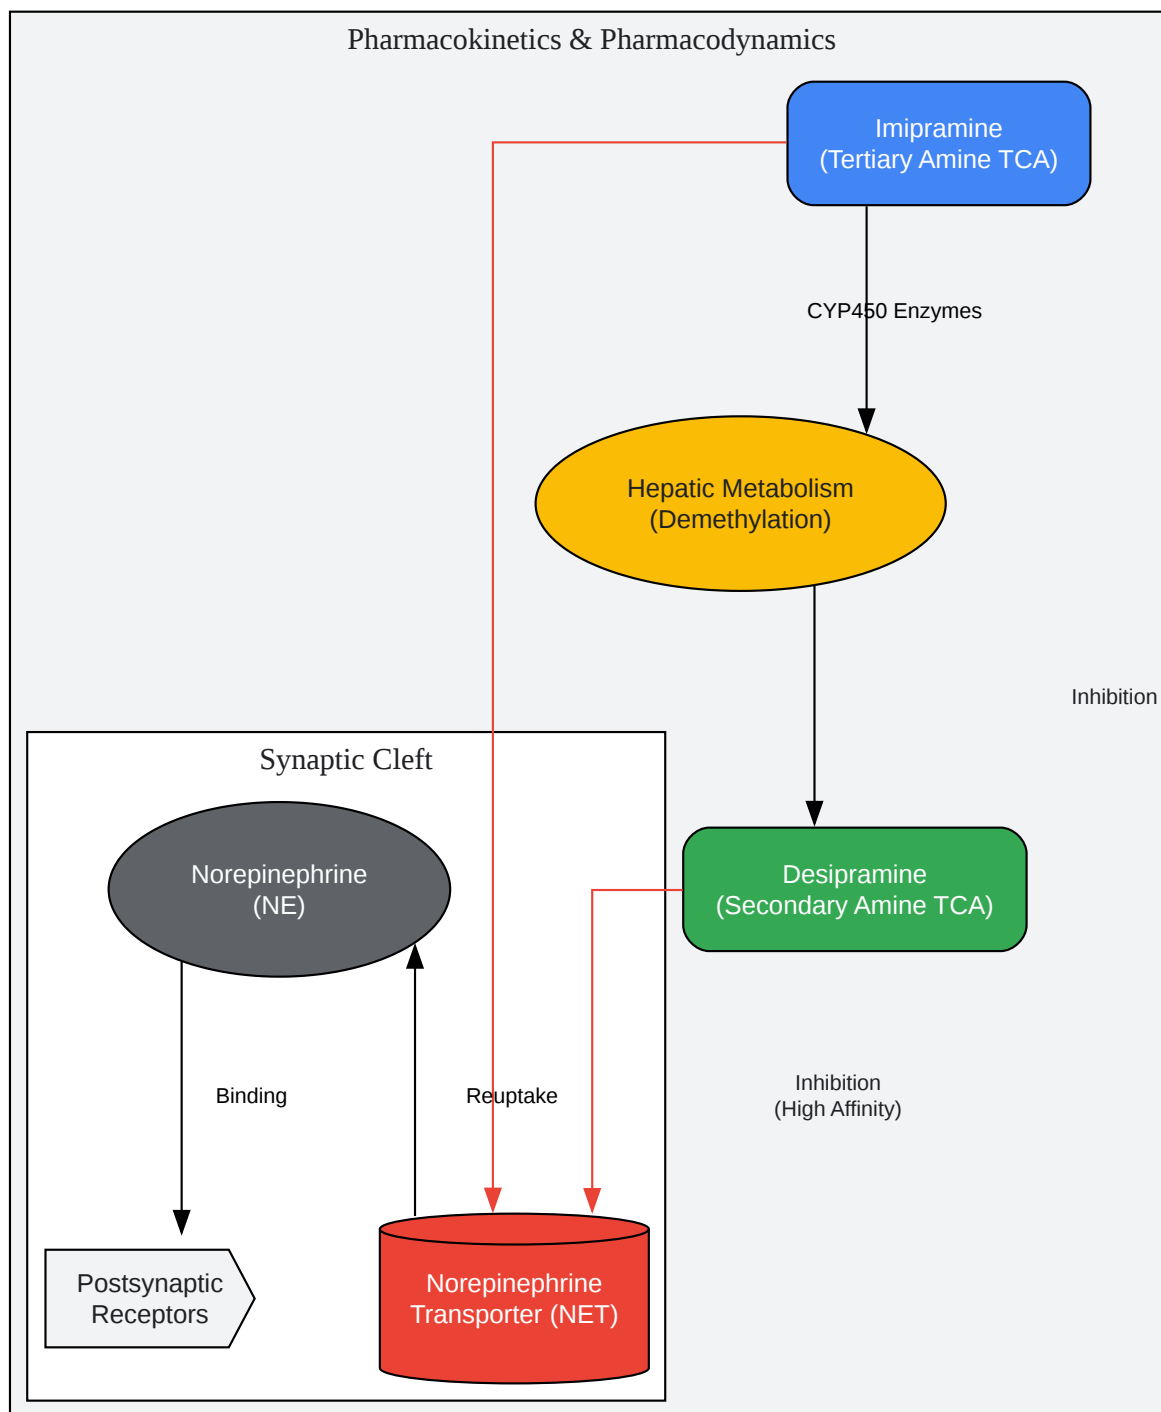 Pharmacokinetics & Pharmacodynamics
Imipramine
(Tertiary Amine TCA)
CYP450 Enzymes
Hepatic Metabolism
(Demethylation)
Inhibition
Synaptic Cleft
Norepinephrine
(NE)
Desipramine
(Secondary Amine TCA)
Binding
Reuptake
Inhibition
(High Affinity)
Postsynaptic
Receptors
Norepinephrine
Transporter (NET)